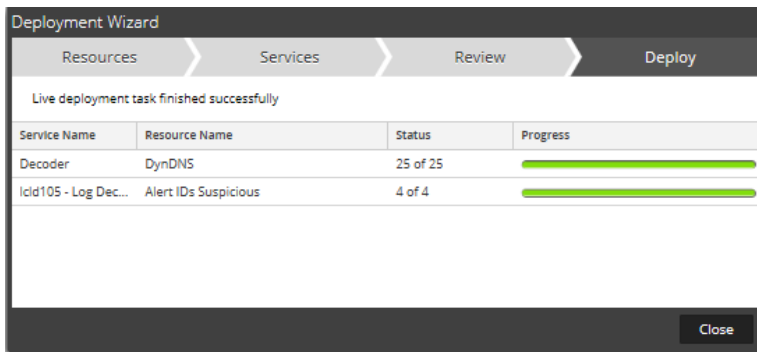 Deployment Wizard
Resources Services Review Deploy
Live deployment task finished successfully
Service Name Resource Name Status Progress
Decoder DynDNS 25 of 25
lcld105 - Log Dec... Alert IDs Suspicious 4 of 4
Close